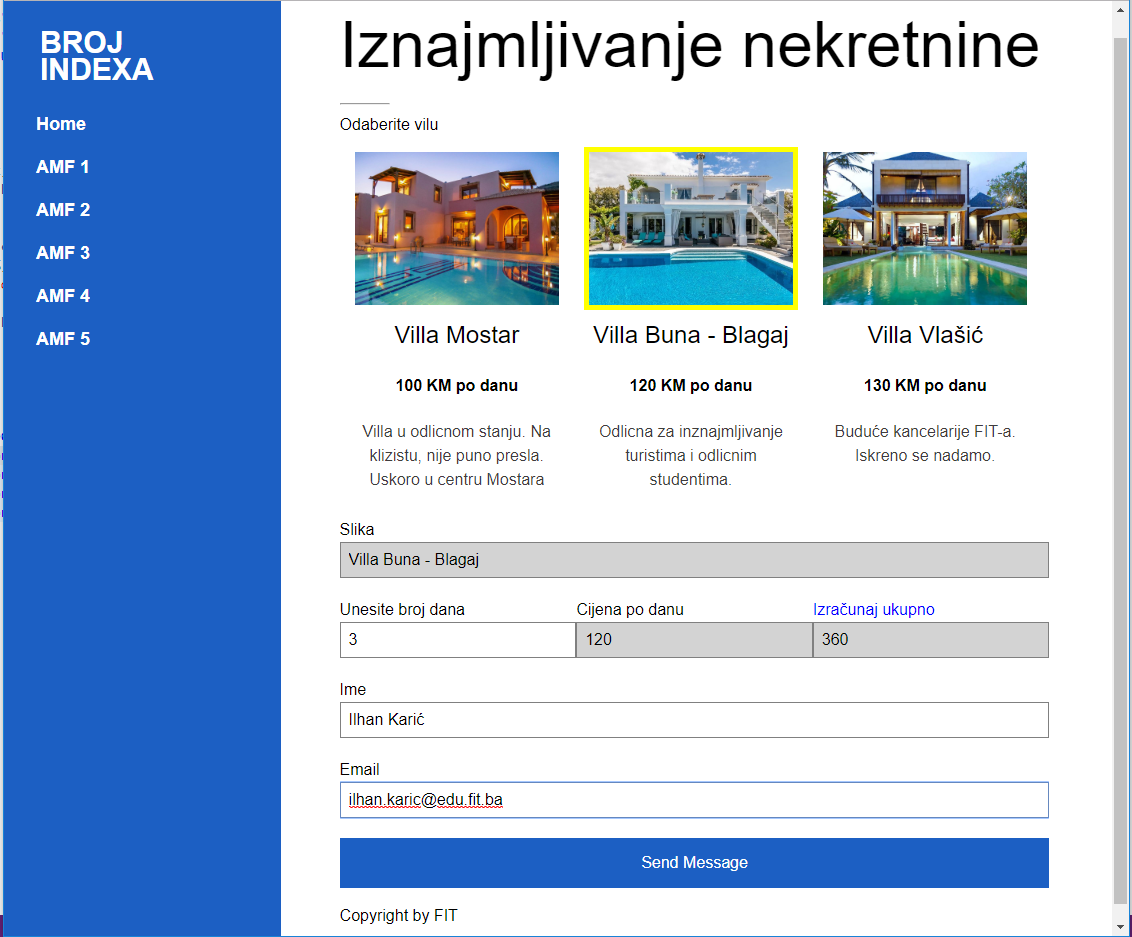 BROJ
INDEXA
Home
AMF 1
AMF 2
AMF 3
AMF 4
AMF 5
Iznajmljivanje nekretnine
Odaberite vilu
Villa Mostar
100 KM po danu
Villa u odlicnom stanju. Na
klizistu, nije puno presla.
Uskoro u centru Mostara
Villa Buna - Blagaj
120 KM po danu
Odlicna za inznajmljivanje
turistima i odlicnim
studentima.
Villa Vlašić
130 KM po danu
Buduće kancelarije FIT-a.
Iskreno se nadamo.
Slika
Villa Buna - Blagaj
Unesite broj dana Cijena po danu Izračunaj ukupno
3 120 360
Ime
Ilhan Karić
Email
ilhan.karic@edu.fit.ba
Send Message
Copyright by FIT